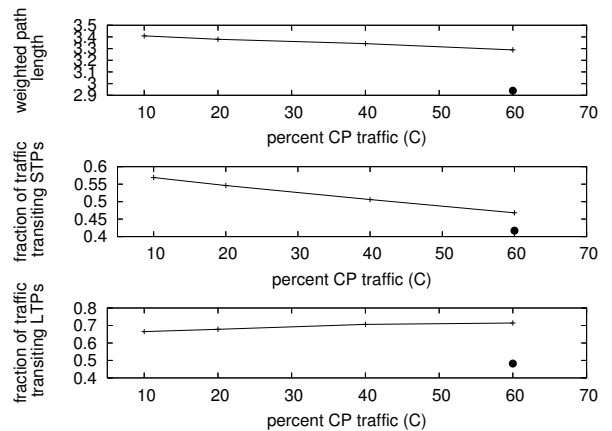 weighted path
length
3.5
3.4
3.3
3.2
3.1
3
2.9
10 20 30 40 50 60 70
percent CP traffic (C)
fraction of traffic
transiting STPs
0.6
0.55
0.5
0.45
0.4
10 20 30 40 50 60 70
percent CP traffic (C)
fraction of traffic
transiting LTPs
0.8
0.7
0.6
0.5
0.4
10 20 30 40 50 60 70
percent CP traffic (C)